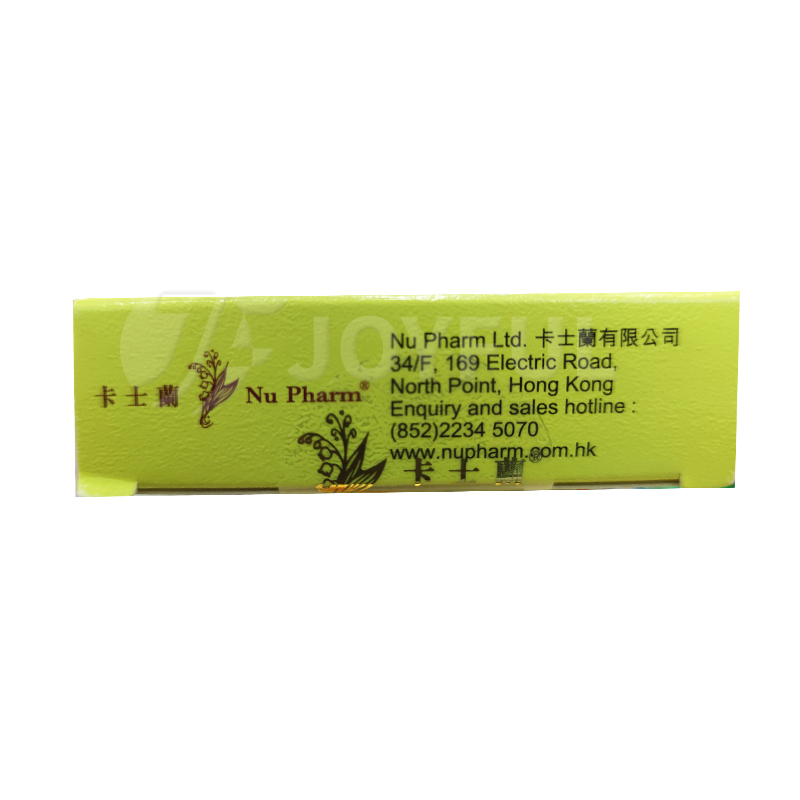 卡士蘭 Nu Pharm®
Nu Pharm Ltd. 卡士蘭有限公司
34/F, 169 Electric Road,
North Point, Hong Kong
Enquiry and sales hotline :
(852)2234 5070
www.nupharm.com.hk
卡士蘭®